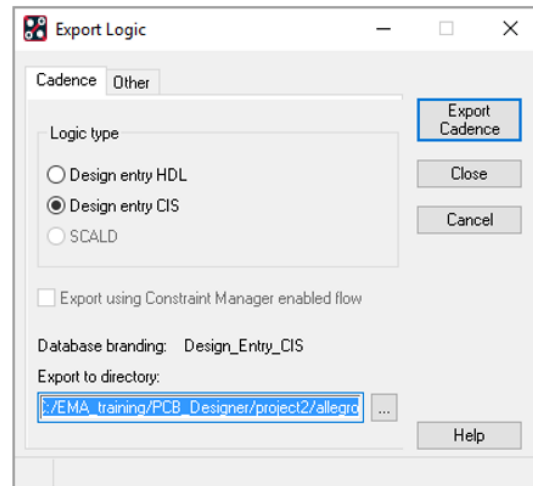 Export Logic
Cadence
Other
Export
Cadence
Logic type
Design entry HDL
Close
Design entry CIS
Cancel
SCALD
Export using Constraint Manager enabled flow
Database branding: Design_Entry_CIS
Export to directory:
:/EMA_training/PCB_Designer/project2/allegro
...
Help